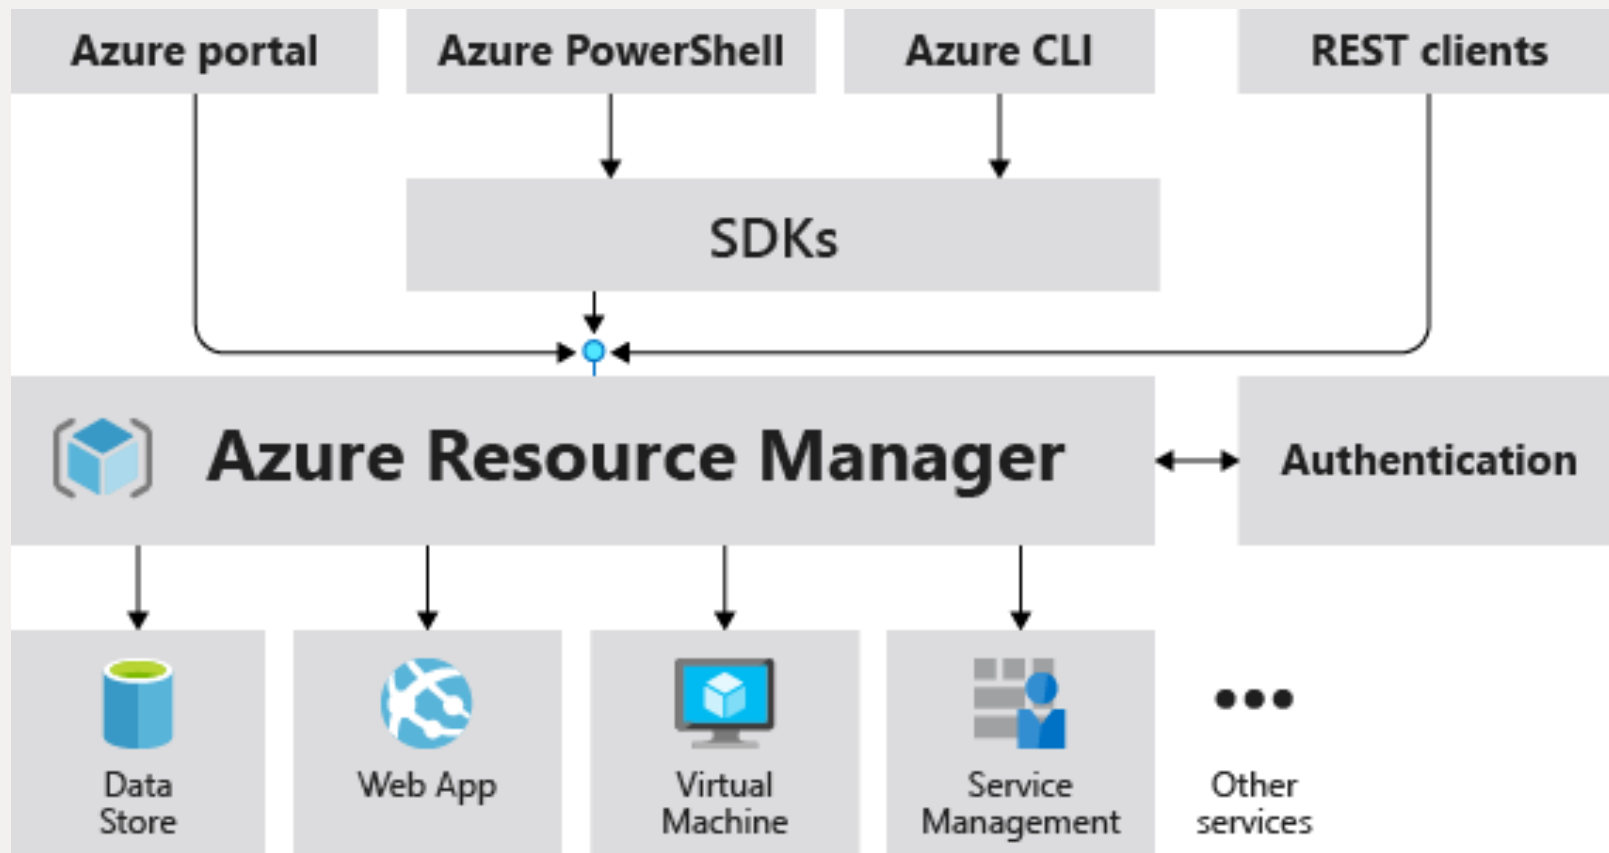 Azure portal
Azure PowerShell
Azure CLI
REST clients
SDKs
Azure Resource Manager
Authentication
Data
Store
Web App
Virtual
Machine
Service
Management
Other
services